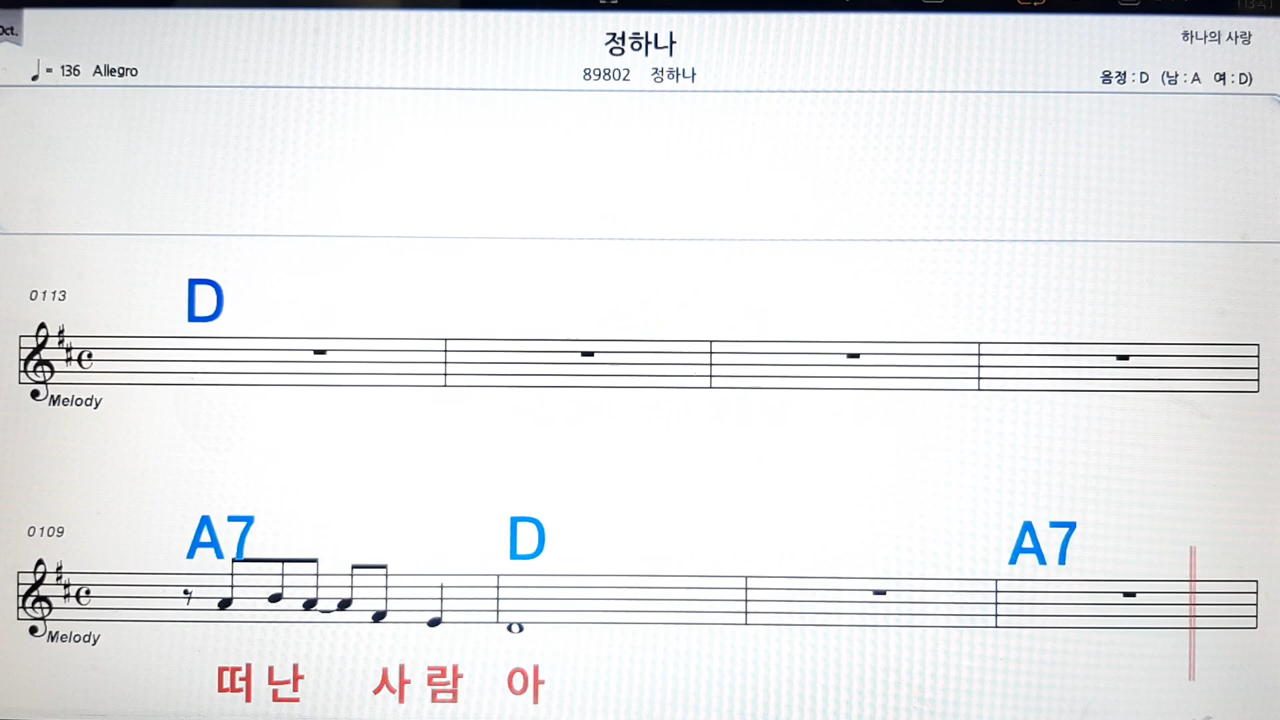 Oct.
정하나
하나의 사랑
♩= 136 Allegro
89802 정하나
음정 : D (남 : A 여 : D)
0113
D
Melody
0109
A7 D A7
Melody
떠난 사람 아